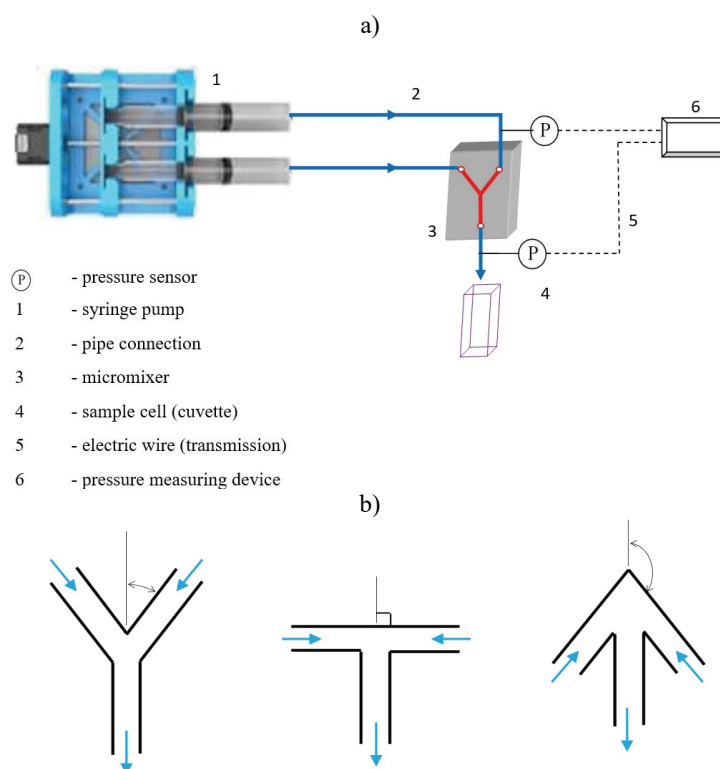 a)
1
2
6
P
3
5
P
4
P - pressure sensor
1 - syringe pump
2 - pipe connection
3 - micromixer
4 - sample cell (cuvette)
5 - electric wire (transmission)
6 - pressure measuring device
b)